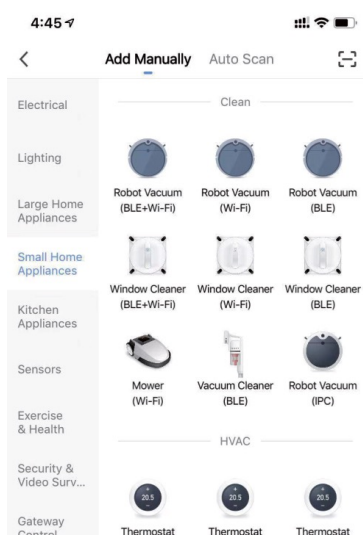 4:45
Add Manually Auto Scan
Electrical
Lighting
Large Home
Appliances
Small Home
Appliances
Kitchen
Appliances
Sensors
Exercise
& Health
Security &
Video Surv...
Gateway
Control
Clean
Robot Vacuum
(BLE+Wi-Fi)
Robot Vacuum
(Wi-Fi)
Robot Vacuum
(BLE)
Window Cleaner
(BLE+Wi-Fi)
Window Cleaner
(Wi-Fi)
Window Cleaner
(BLE)
Mower
(Wi-Fi)
Vacuum Cleaner
(BLE)
Robot Vacuum
(IPC)
HVAC
20.5
Thermostat
20.5
Thermostat
20.5
Thermostat